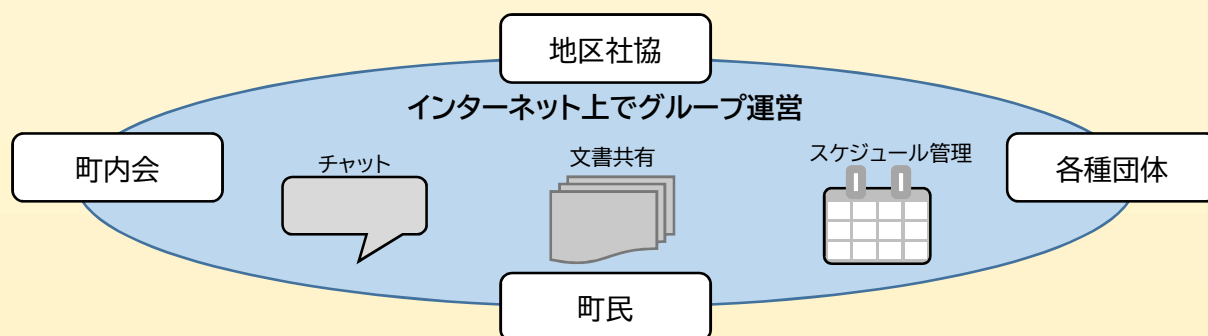 地区社協
インターネット上でグループ運営
町内会
チャット
文書共有
スケジュール管理
各種団体
町民